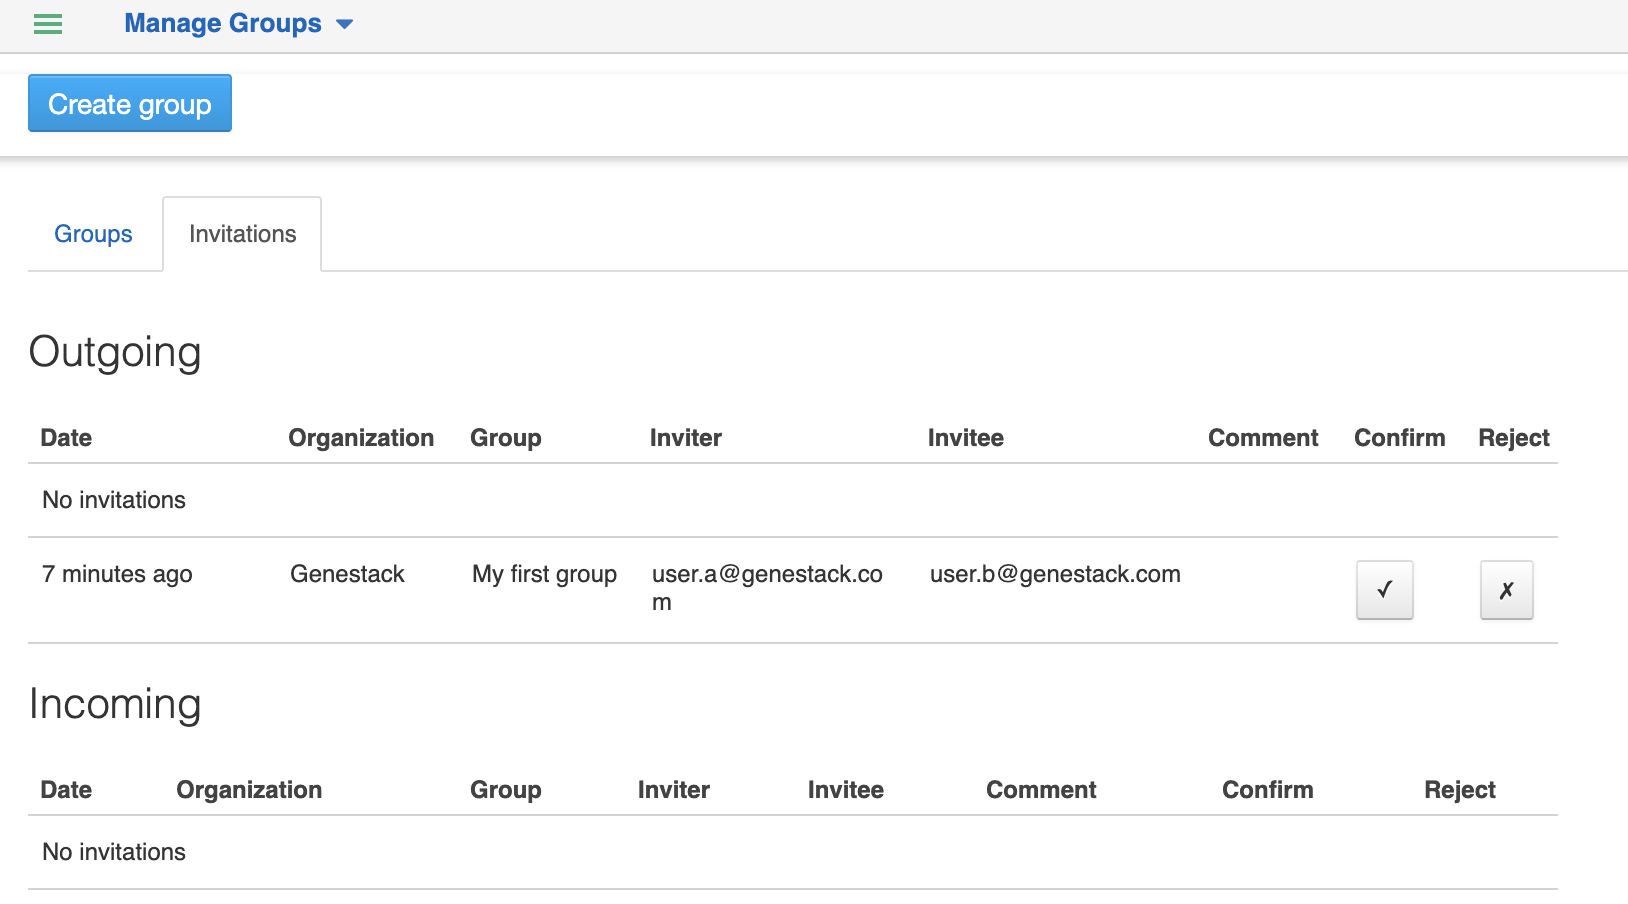 Manage Groups
Create group
Groups Invitations
Outgoing
Date Organization Group Inviter Invitee Comment Confirm Reject
No invitations
7 minutes ago Genestack My first group user.a@genestack.co user.b@genestack.com ✓ ✗
m
Incoming
Date Organization Group Inviter Invitee Comment Confirm Reject
No invitations